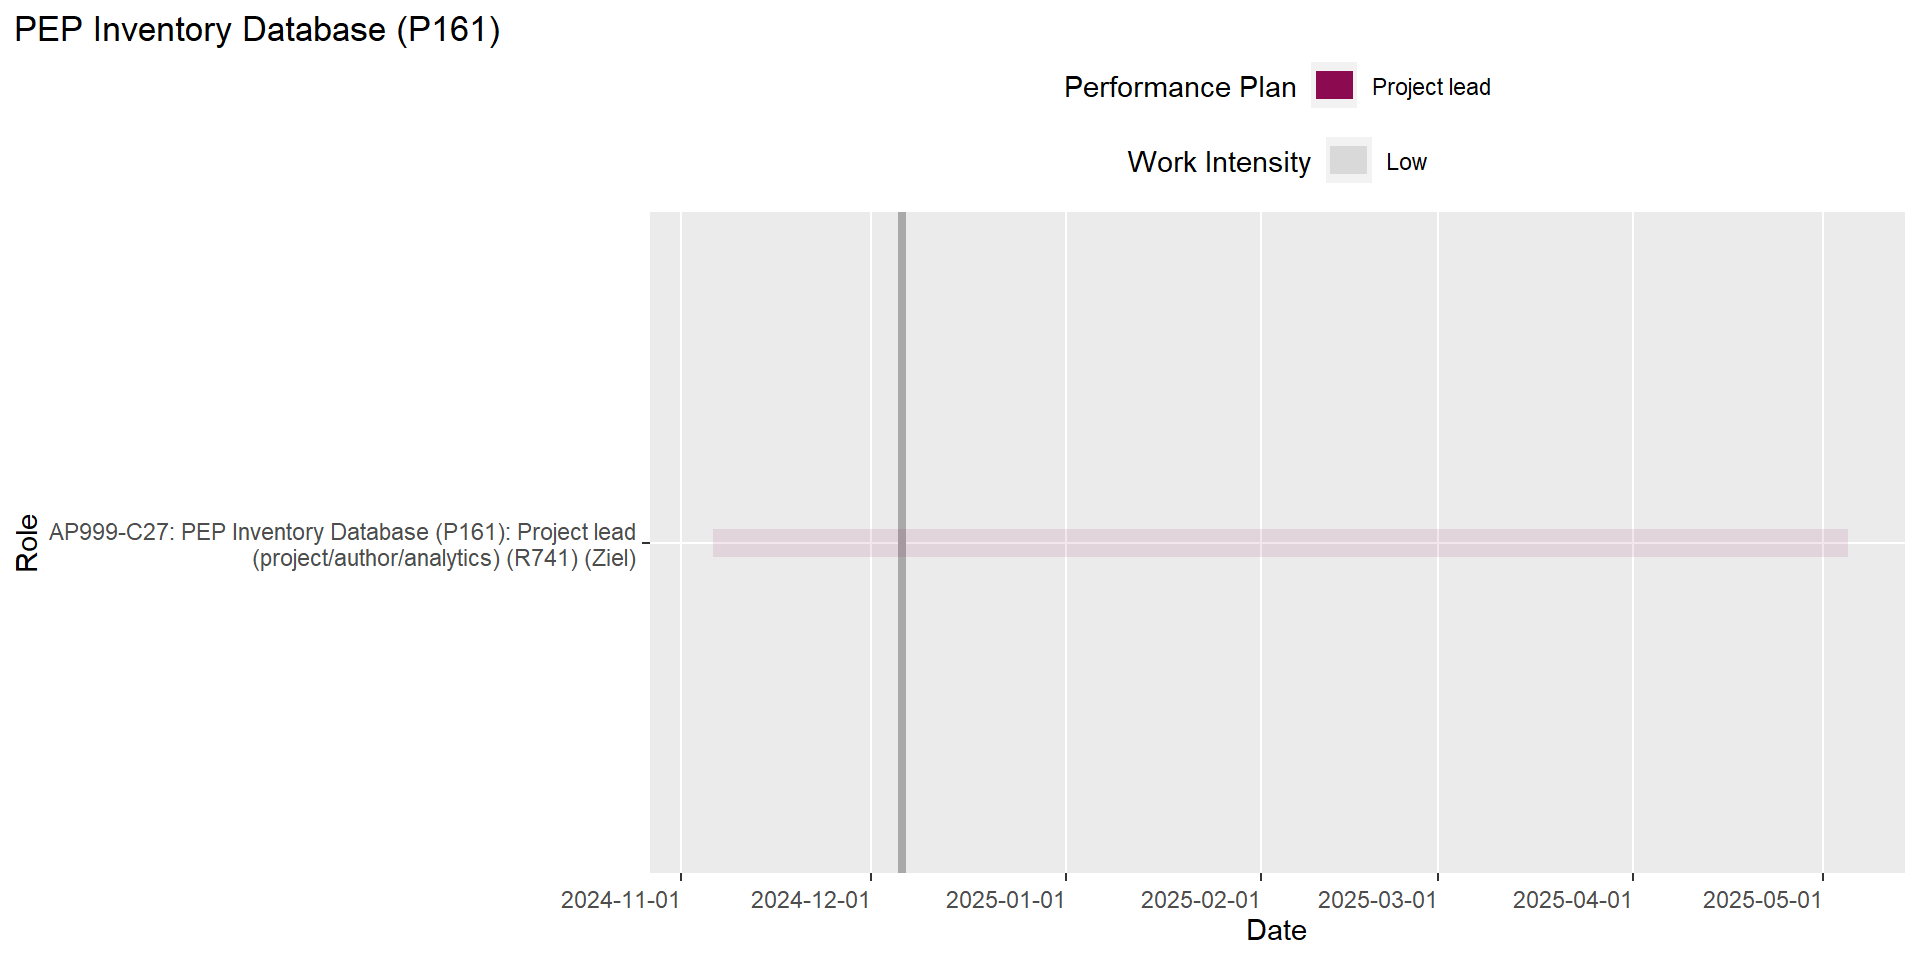 PEP Inventory Database (P161)
Performance Plan Project lead
Work Intensity Low
Role
AP999-C27: PEP Inventory Database (P161): Project lead
(project/author/analytics) (R741) (Ziel)
2024-11-01 2024-12-01 2025-01-01 2025-02-01 2025-03-01 2025-04-01 2025-05-01
Date